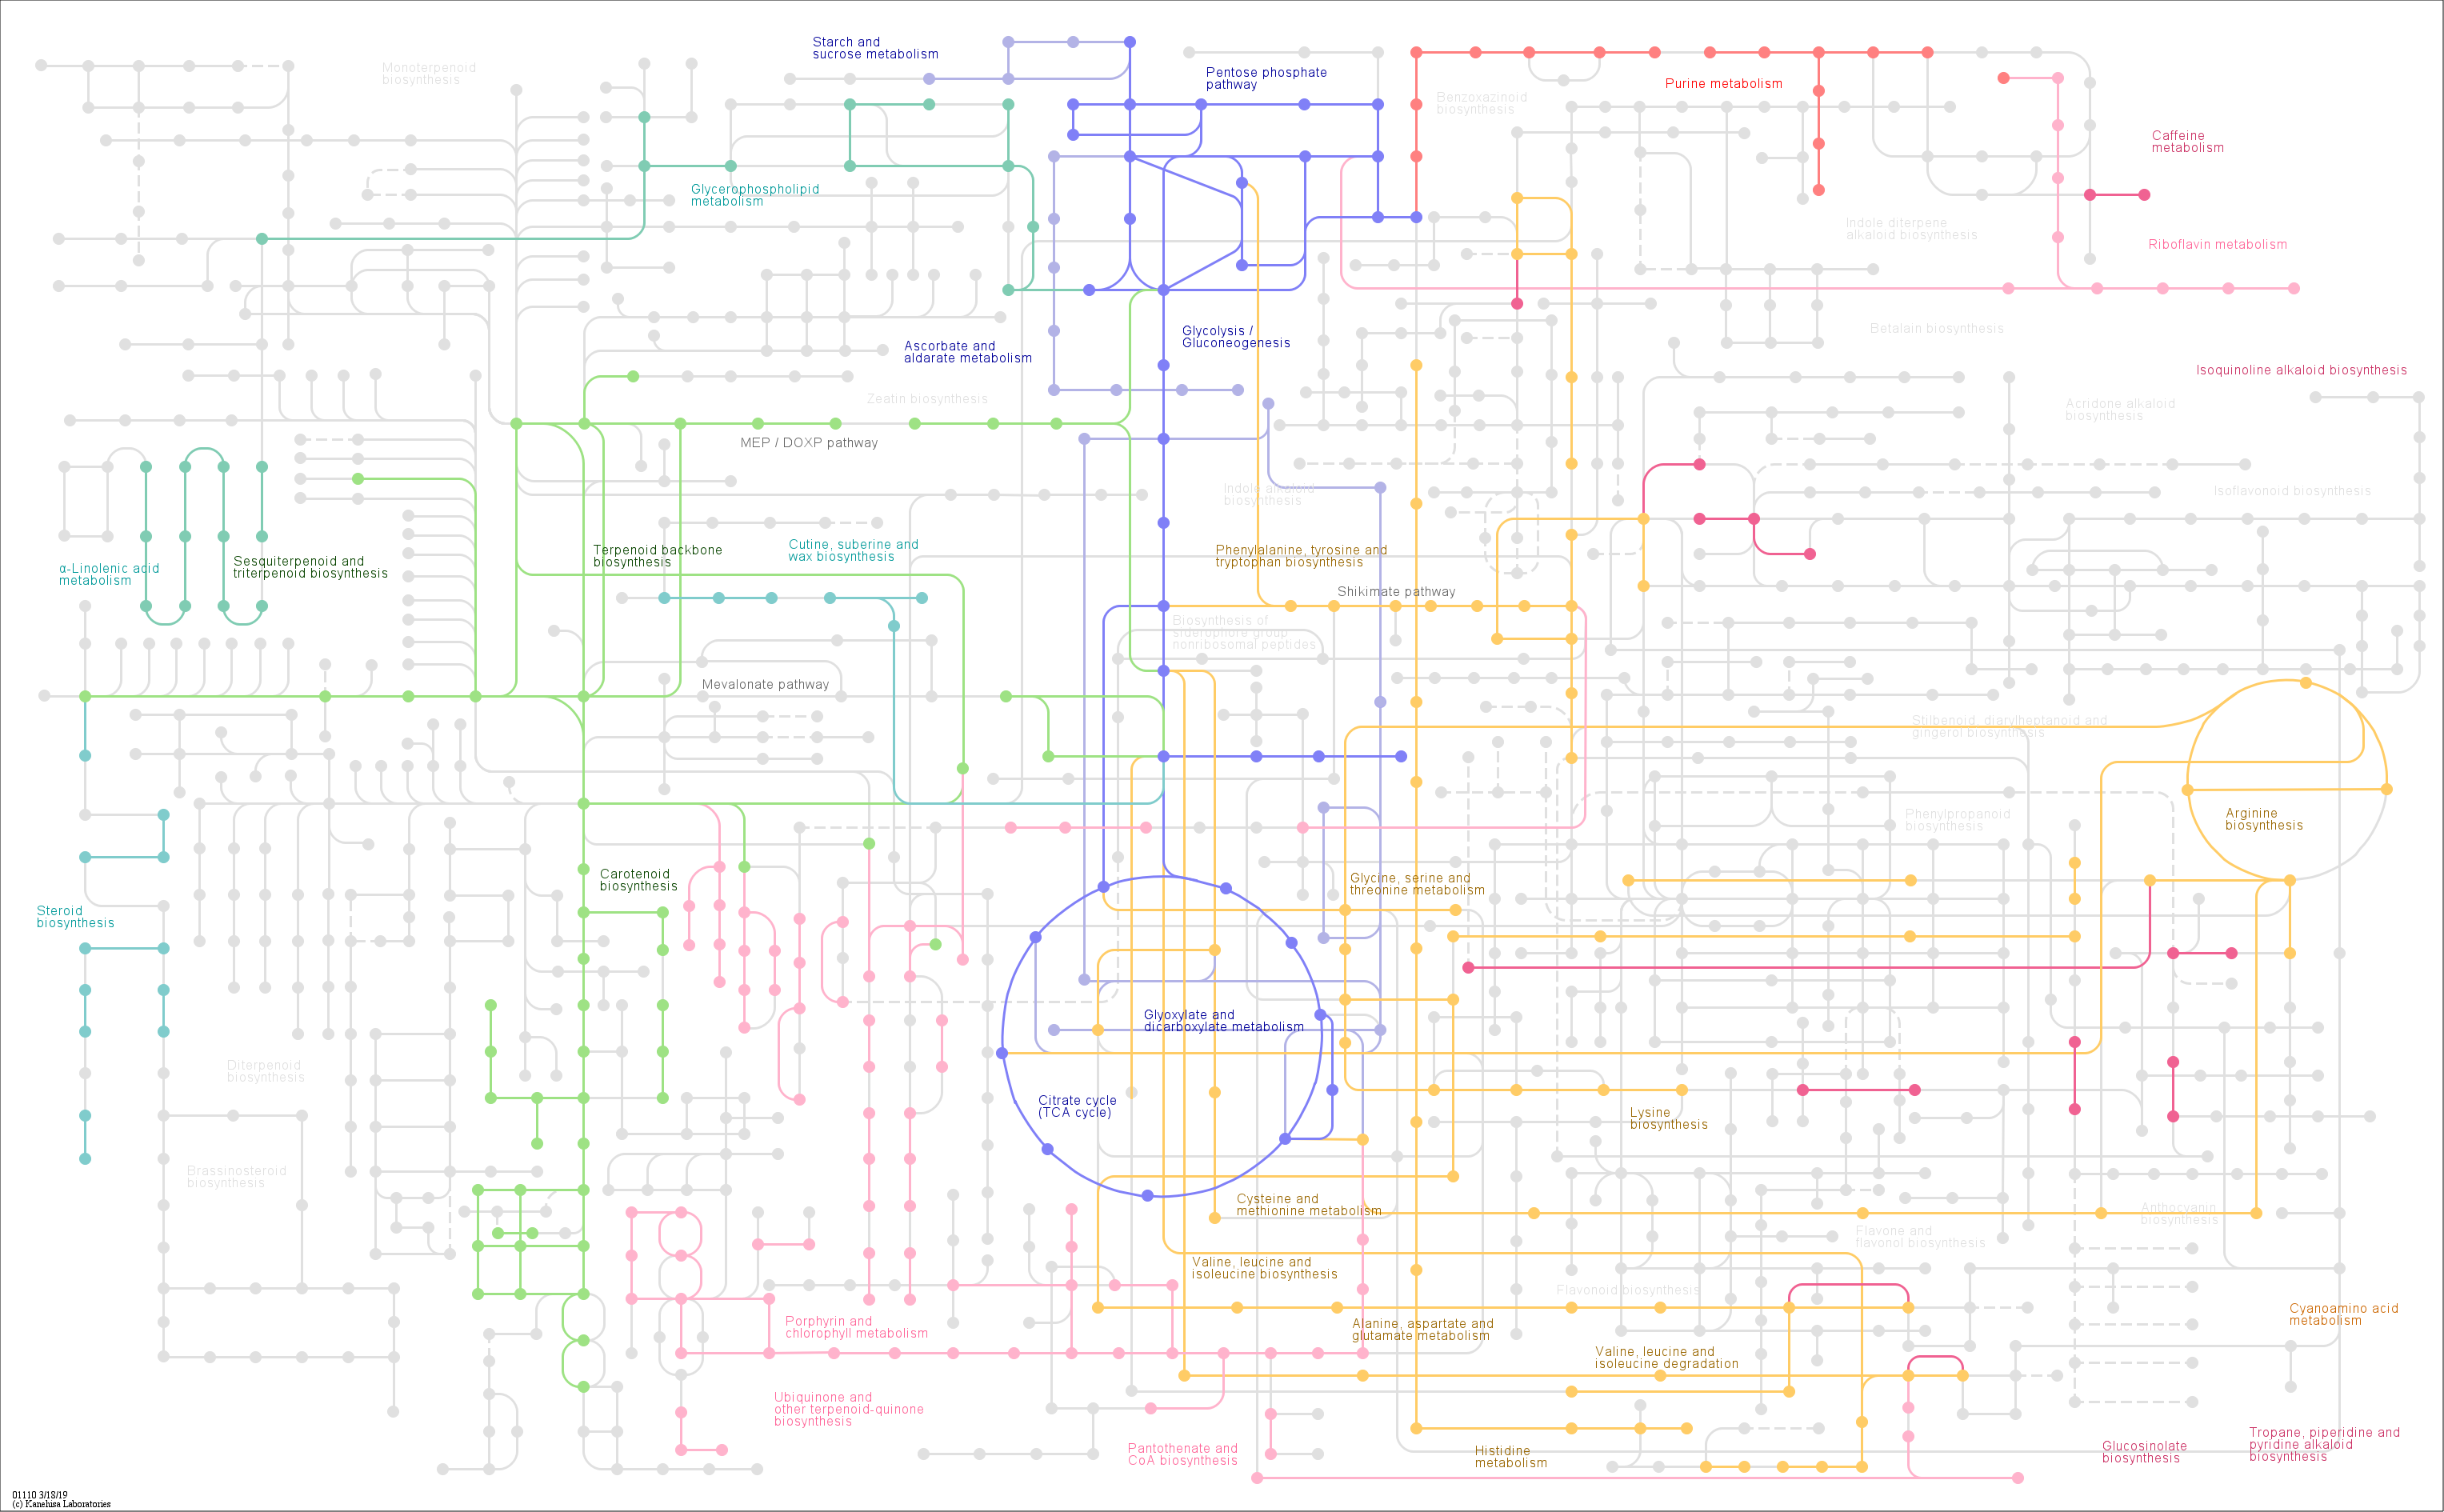 Starch and
sucrose metabolism
Monoterpenoid
biosynthesis
Pentose phosphate
pathway
Purine metabolism
Benzoxazinoid
biosynthesis
Caffeine
metabolism
Glycerophospholipid
metabolism
Indole diterpene
alkaloid biosynthesis
Riboflavin metabolism
Glycolysis /
Gluconeogenesis
Betalain biosynthesis
Ascorbate and
aldarate metabolism
Isoquinoline alkaloid biosynthesis
Zeatin biosynthesis
Acridone alkaloid
biosynthesis
MEP / DOXP pathway
Indole alkaloid
biosynthesis
Isoflavonoid biosynthesis
α-Linolenic acid
metabolism
Sesquiterpenoid and
triterpenoid biosynthesis
Terpenoid backbone
biosynthesis
Cutine, suberine and
wax biosynthesis
Phenylalanine, tyrosine and
tryptophan biosynthesis
Shikimate pathway
Biosynthesis of
siderophore group
nonribosomal peptides
Mevalonate pathway
Stilbenoid, diarylheptanoid and
gingerol biosynthesis
Phenylpropanoid
biosynthesis
Arginine
biosynthesis
Carotenoid
biosynthesis
Glycine, serine and
threonine metabolism
Steroid
biosynthesis
Glyoxylate and
dicarboxylate metabolism
Diterpenoid
biosynthesis
Citrate cycle
(TCA cycle)
Lysine
biosynthesis
Brassinosteroid
biosynthesis
Cysteine and
methionine metabolism
Anthocyanin
biosynthesis
Flavone and
flavonol biosynthesis
Valine, leucine and
isoleucine biosynthesis
Flavonoid biosynthesis
Cyanoamino acid
metabolism
Porphyrin and
chlorophyll metabolism
Alanine, aspartate and
glutamate metabolism
Valine, leucine and
isoleucine degradation
Ubiquinone and
other terpenoid-quinone
biosynthesis
Pantothenate and
CoA biosynthesis
Histidine
metabolism
Glucosinolate
biosynthesis
Tropane, piperidine and
pyridine alkaloid
biosynthesis
01110 3/18/19
(c) Kanehisa Laboratories